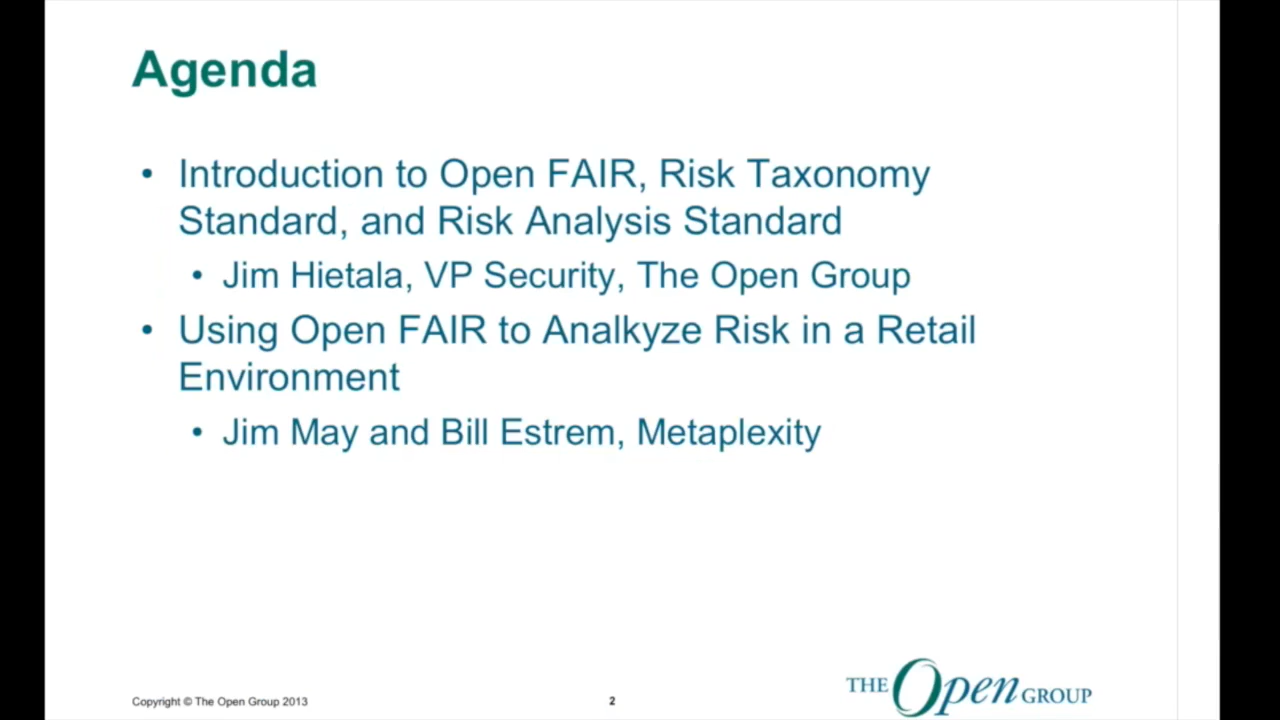 Agenda
• Introduction to Open FAIR, Risk Taxonomy
Standard, and Risk Analysis Standard
• Jim Hietala, VP Security, The Open Group
• Using Open FAIR to Analkyze Risk in a Retail
Environment
• Jim May and Bill Estrem, Metaplexity
Copyright © The Open Group 2013
2
THE Open GROUP